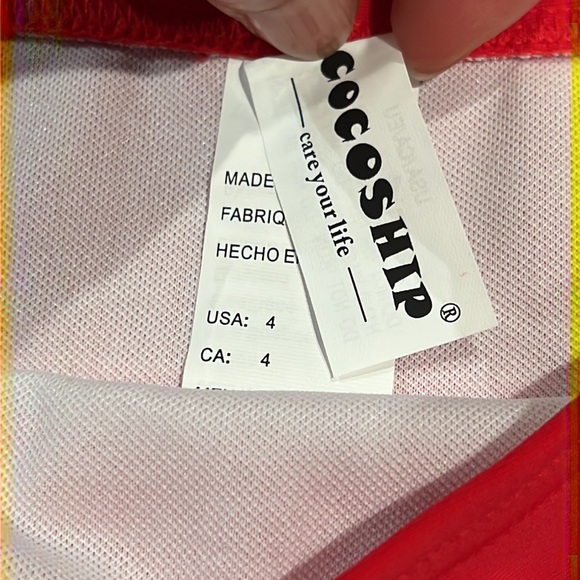 COCOSHIP®
care your life
MADE
FABRIQ
HECHO E
USA: 4
CA: 4